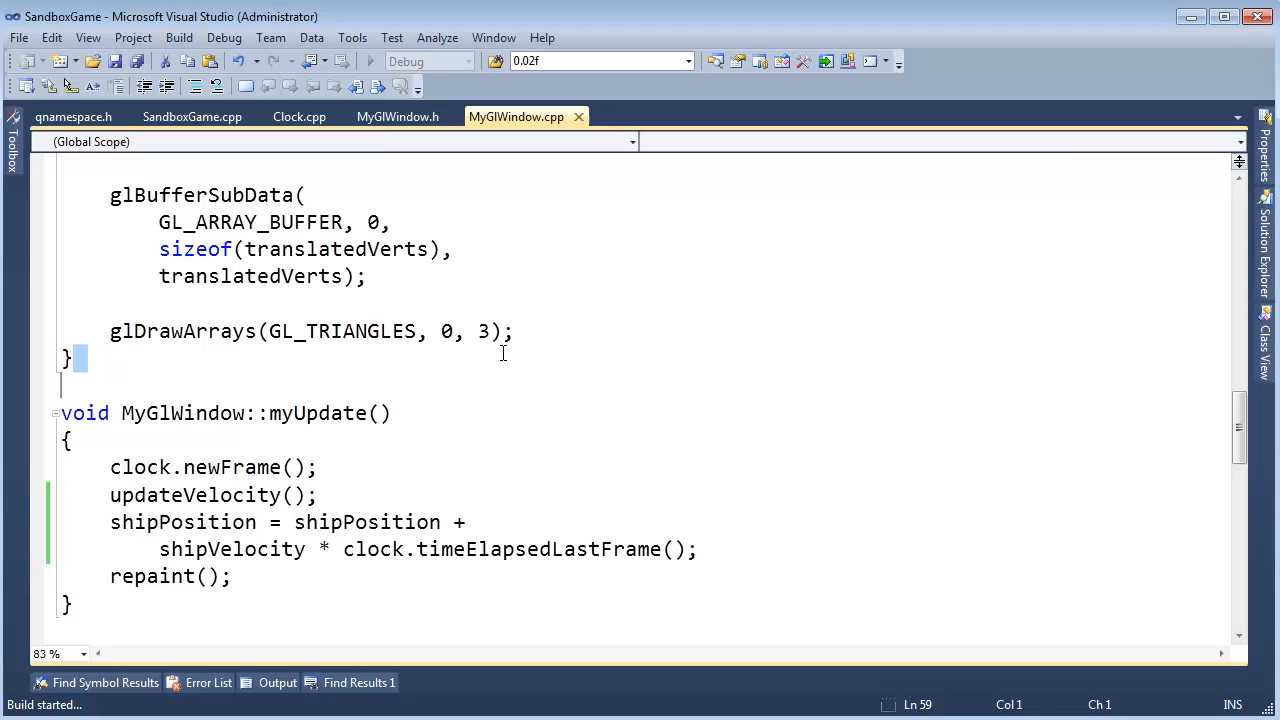 SandboxGame - Microsoft Visual Studio (Administrator)
File Edit View Project Build Debug Team Data Tools Test Analyze Window Help
Debug 0.02f
qnamespace.h SandboxGame.cpp Clock.cpp MyGlWindow.h MyGlWindow.cpp
(Global Scope)
Toolbox
Properties
Solution Explorer
Class View
glBufferSubData(
GL_ARRAY_BUFFER, 0,
sizeof(translatedVerts),
translatedVerts);
glDrawArrays(GL_TRIANGLES, 0, 3);
}
void MyGlWindow::myUpdate()
{
clock.newFrame();
updateVelocity();
shipPosition = shipPosition +
shipVelocity * clock.timeElapsedLastFrame();
repaint();
}
83 %
Find Symbol Results Error List Output Find Results 1
Build started... Ln 59 Col 1 Ch 1 INS